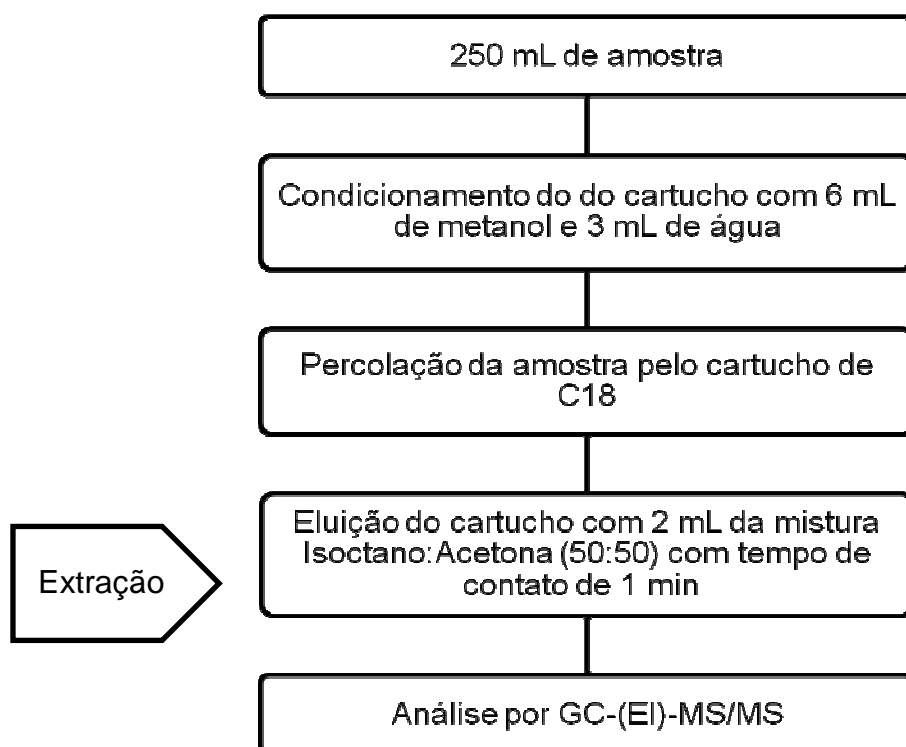 250 mL de amostra
Condicionamento do do cartucho com 6 mL
de metanol e 3 mL de água
Percolação da amostra pelo cartucho de
C18
Extração
Eluição do cartucho com 2 mL da mistura
Isoctano:Acetona (50:50) com tempo de
contato de 1 min
Análise por GC-(EI)-MS/MS